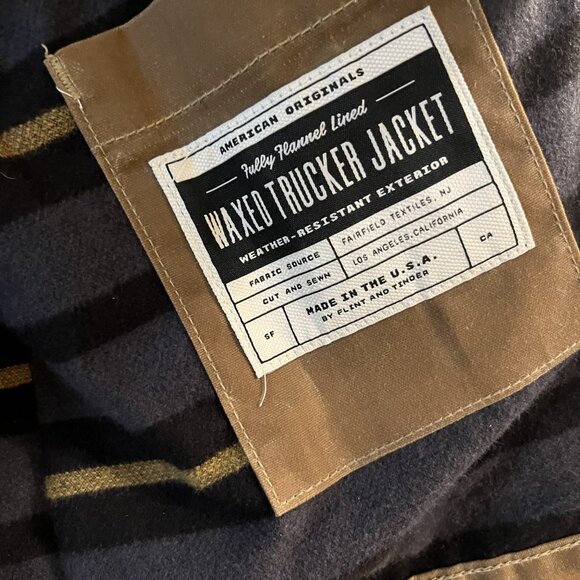 AMERICAN ORIGINALS
Fully Flannel Lined
WAXED TRUCKER JACKET
WEATHER-RESISTANT EXTERIOR
FABRIC SOURCE FAIRFIELD TEXTILES, NJ
CUT AND SEWN LOS ANGELES, CALIFORNIA
SF MADE IN THE U.S.A. CA
BY FLINT AND TINDER